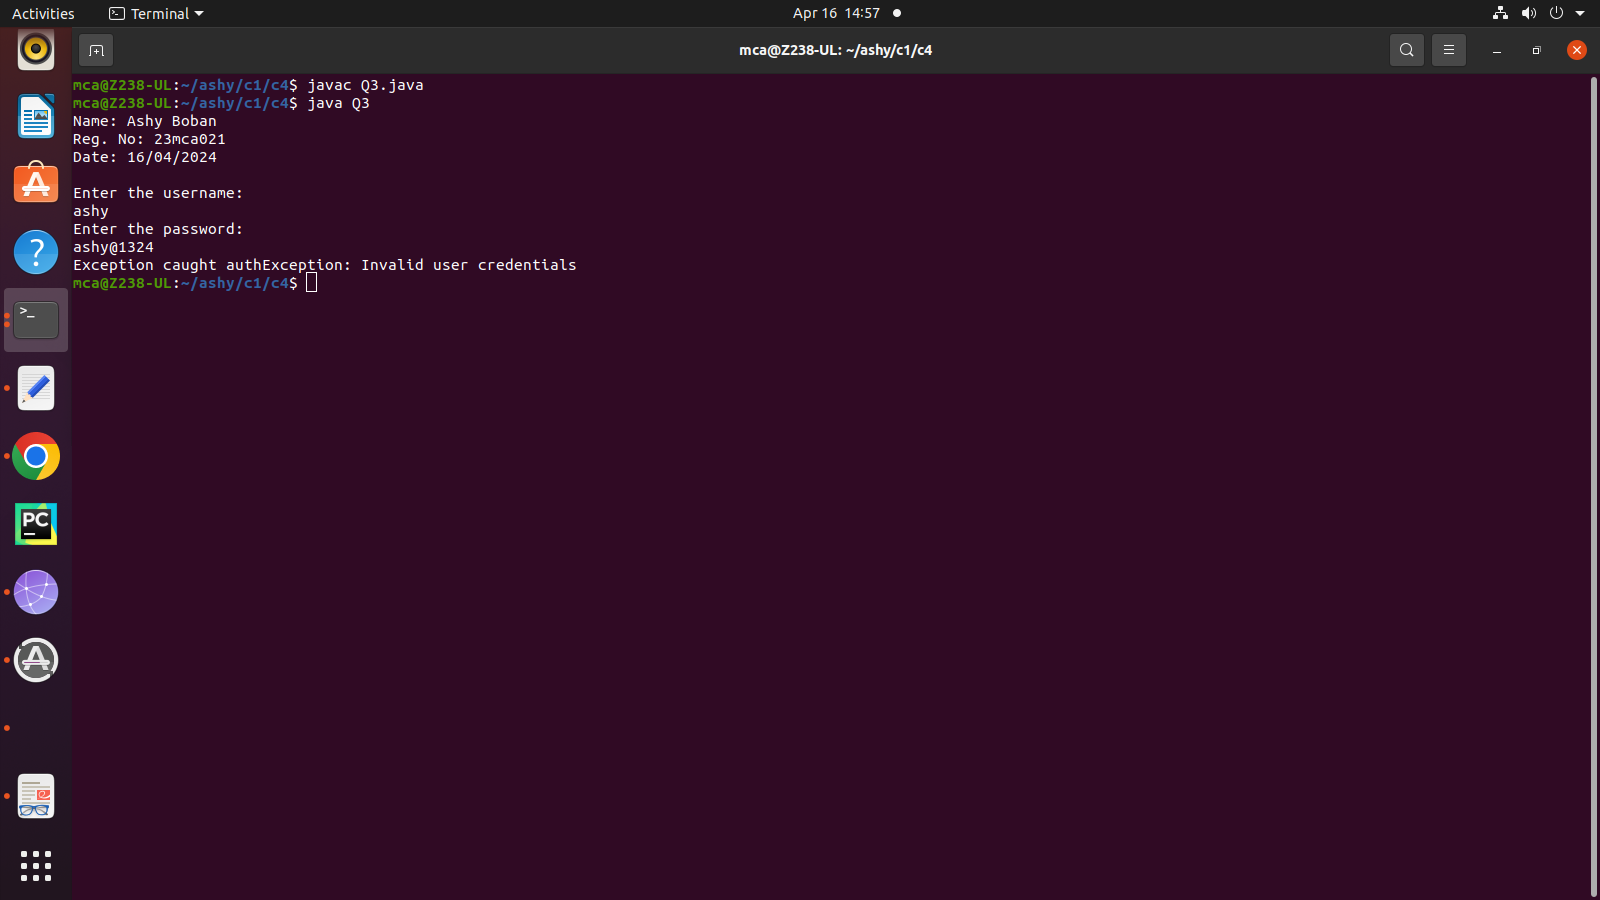 Activities
Terminal
Apr 16 14:57
mca@Z238-UL: ~/ashy/c1/c4
mca@Z238-UL:~/ashy/c1/c4$ javac Q3.java
mca@Z238-UL:~/ashy/c1/c4$ java Q3
Name: Ashy Boban
Reg. No: 23mca021
Date: 16/04/2024
Enter the username:
ashy
Enter the password:
ashy@1324
Exception caught authException: Invalid user credentials
mca@Z238-UL:~/ashy/c1/c4$
PC